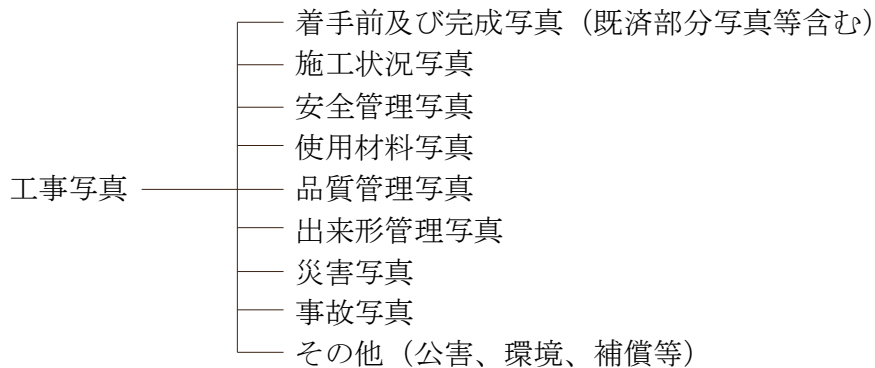 着手前及び完成写真（既済部分写真等含む）
施工状況写真
安全管理写真
使用材料写真
工事写真
品質管理写真
出来形管理写真
災害写真
事故写真
その他（公害、環境、補償等）